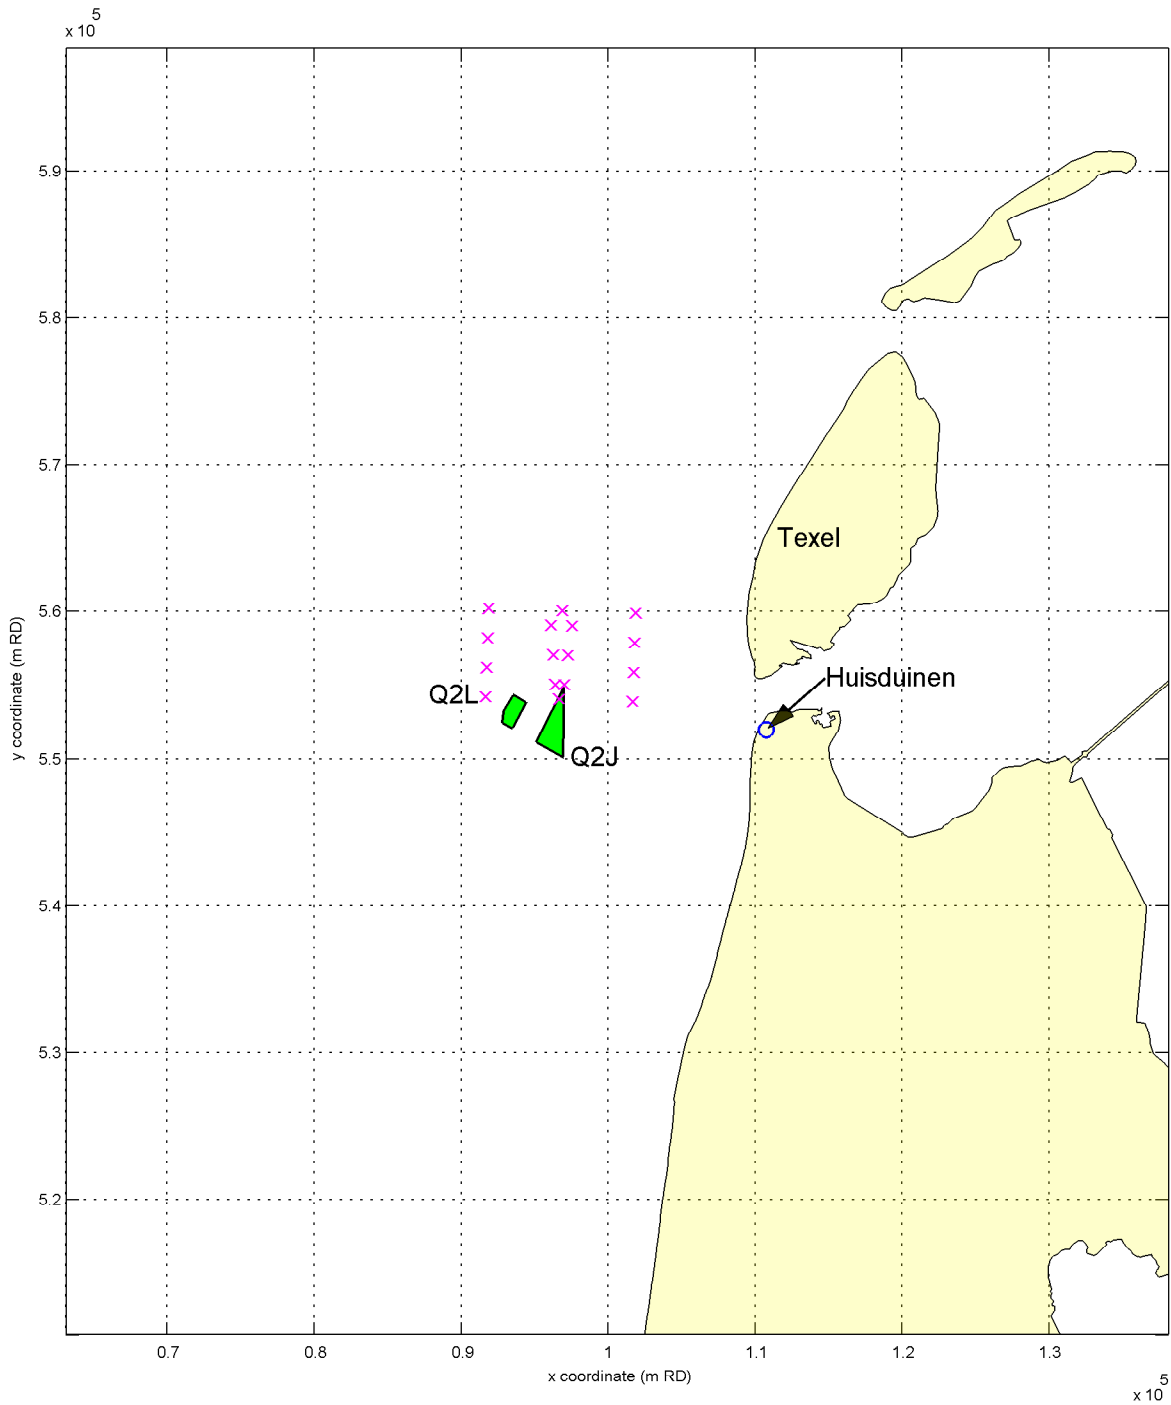 5
x 10
5.9
5.8
5.7
Texel
5.6
Huisduinen
Q2L
Q2J
5.5
5.4
5.3
5.2
y coordinate (m RD)
0.7 0.8 0.9 1 1.1 1.2 1.3
x coordinate (m RD)
5
x 10